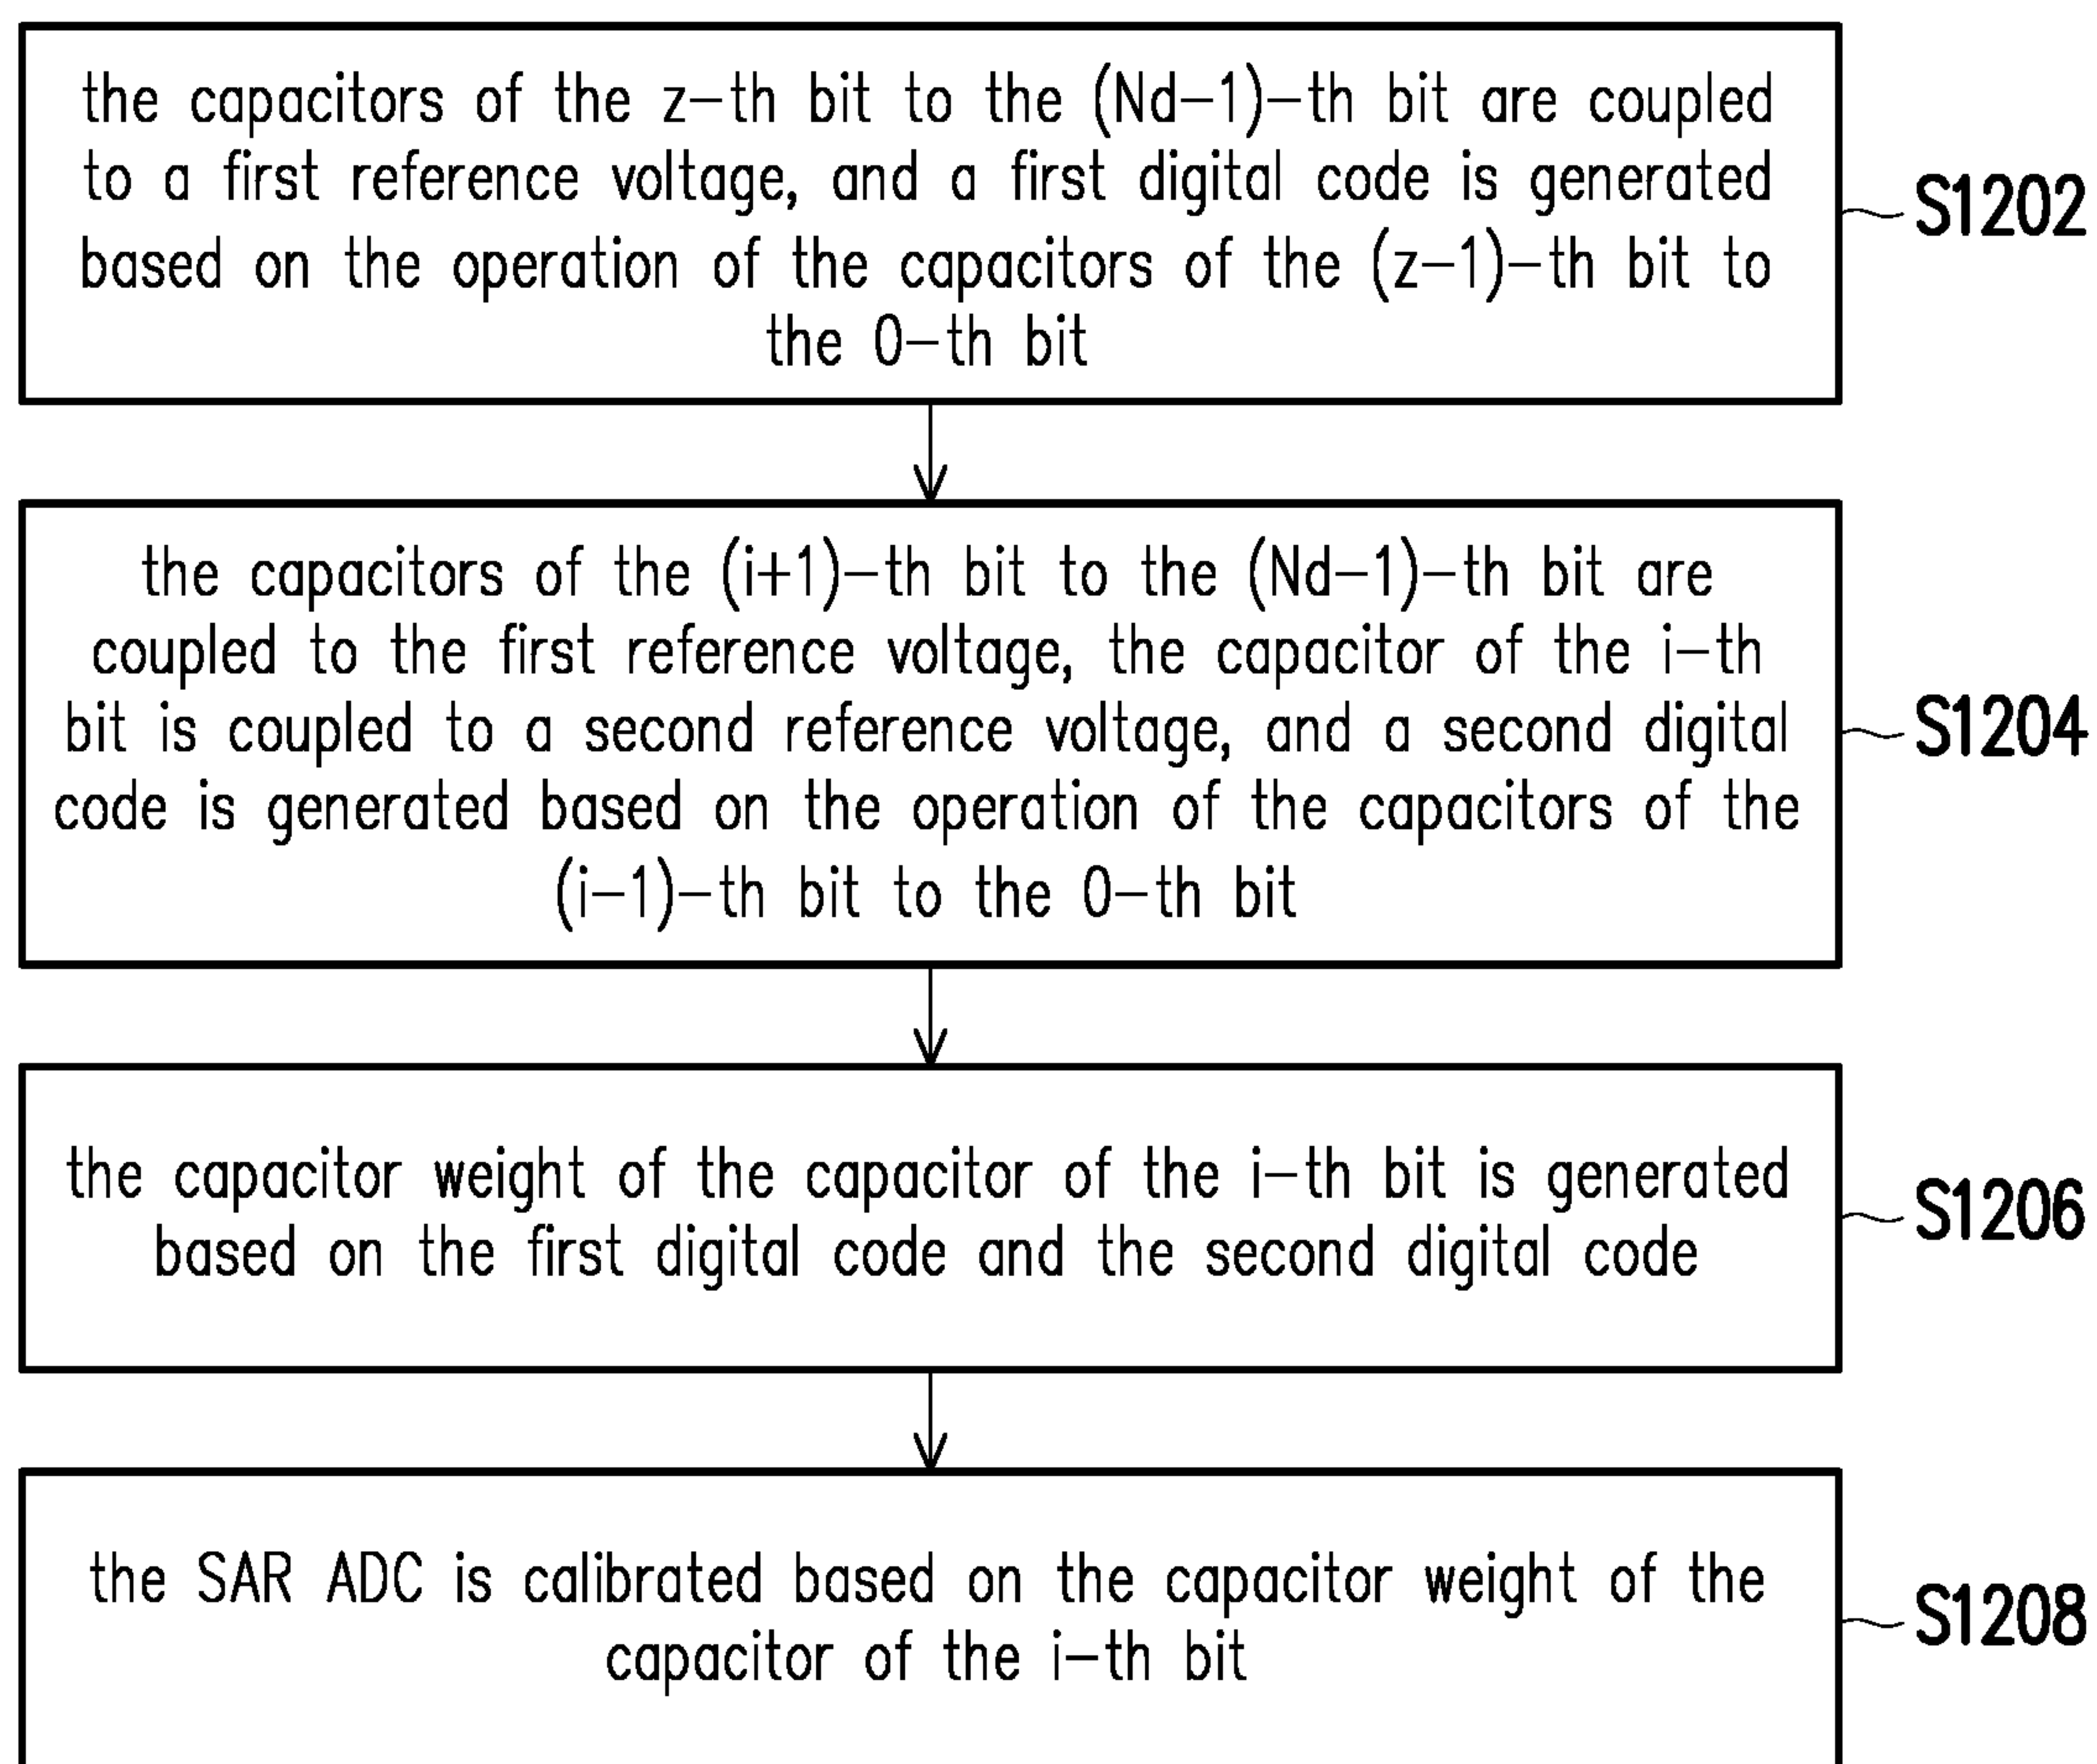 the capacitors of the z-th bit to the (Nd-1)-th bit are coupled
to a first reference voltage, and a first digital code is generated
based on the operation of the capacitors of the (z-1)-th bit to
the 0-th bit
S1202
the capacitors of the (i+1)-th bit to the (Nd-1)-th bit are
coupled to the first reference voltage, the capacitor of the i-th
bit is coupled to a second reference voltage, and a second digital
code is generated based on the operation of the capacitors of the
(i-1)-th bit to the 0-th bit
S1204
the capacitor weight of the capacitor of the i-th bit is generated
based on the first digital code and the second digital code
S1206
the SAR ADC is calibrated based on the capacitor weight of the
capacitor of the i-th bit
S1208